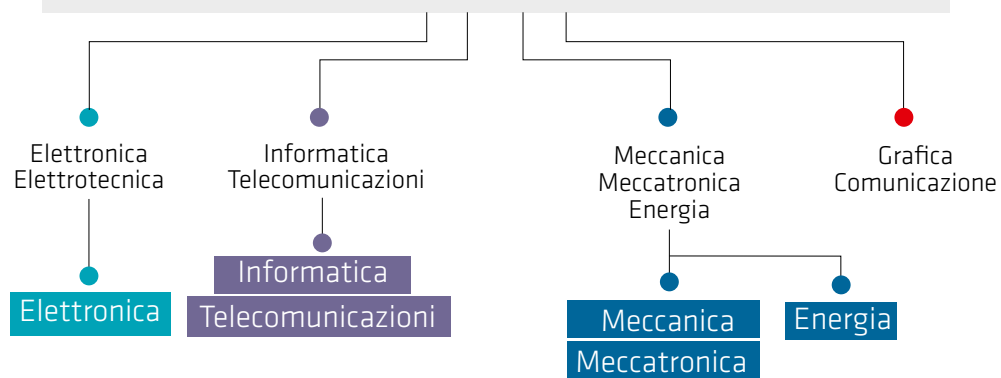 Elettronica
Elettrotecnica
Informatica
Telecomunicazioni
Meccanica
Meccatronica
Energia
Grafica
Comunicazione
Elettronica
Informatica
Telecomunicazioni
Meccanica
Meccatronica
Energia